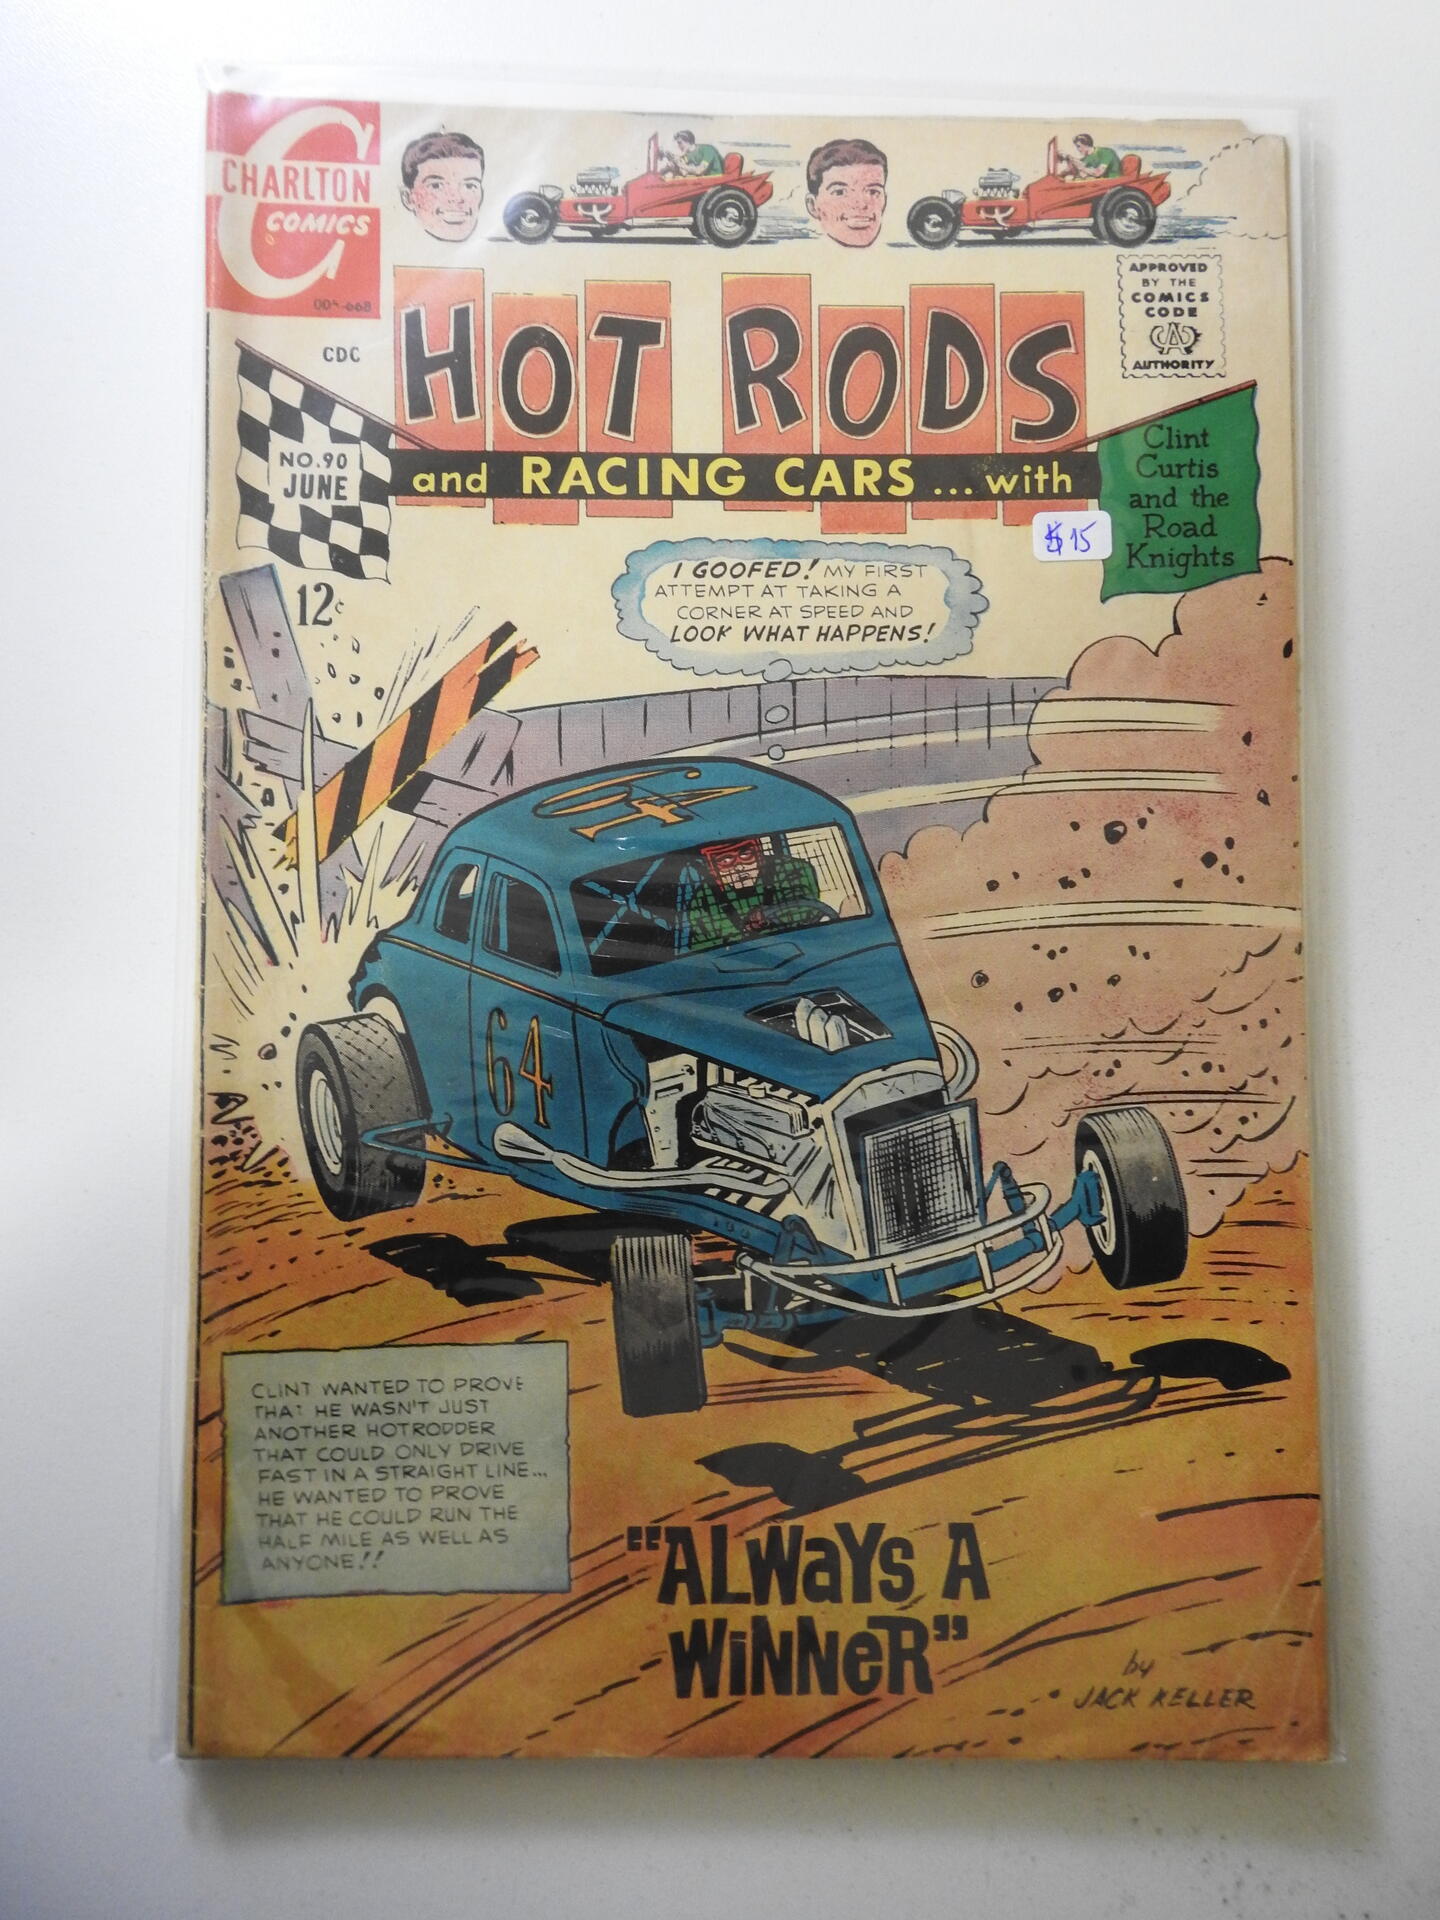 CHARLTON
COMICS
CDC
NO.90
JUNE
12¢
HOT RODS
and RACING CARS...with
APPROVED
BY THE
COMICS
CODE
CA
AUTHORITY
Clint
Curtis
and the
Road
Knights
$15
I GOOFED! MY FIRST
ATTEMPT AT TAKING A
CORNER AT SPEED AND
LOOK WHAT HAPPENS!
64
64
CLINT WANTED TO PROVE
THAT HE WASN'T JUST
ANOTHER HOTRODDER
THAT COULD ONLY DRIVE
FAST IN A STRAIGHT LINE...
HE WANTED TO PROVE
THAT HE COULD RUN THE
HALF MILE AS WELL AS
ANYONE!!
"ALWaYS A
WiNNeR"
by
JACK KELLER